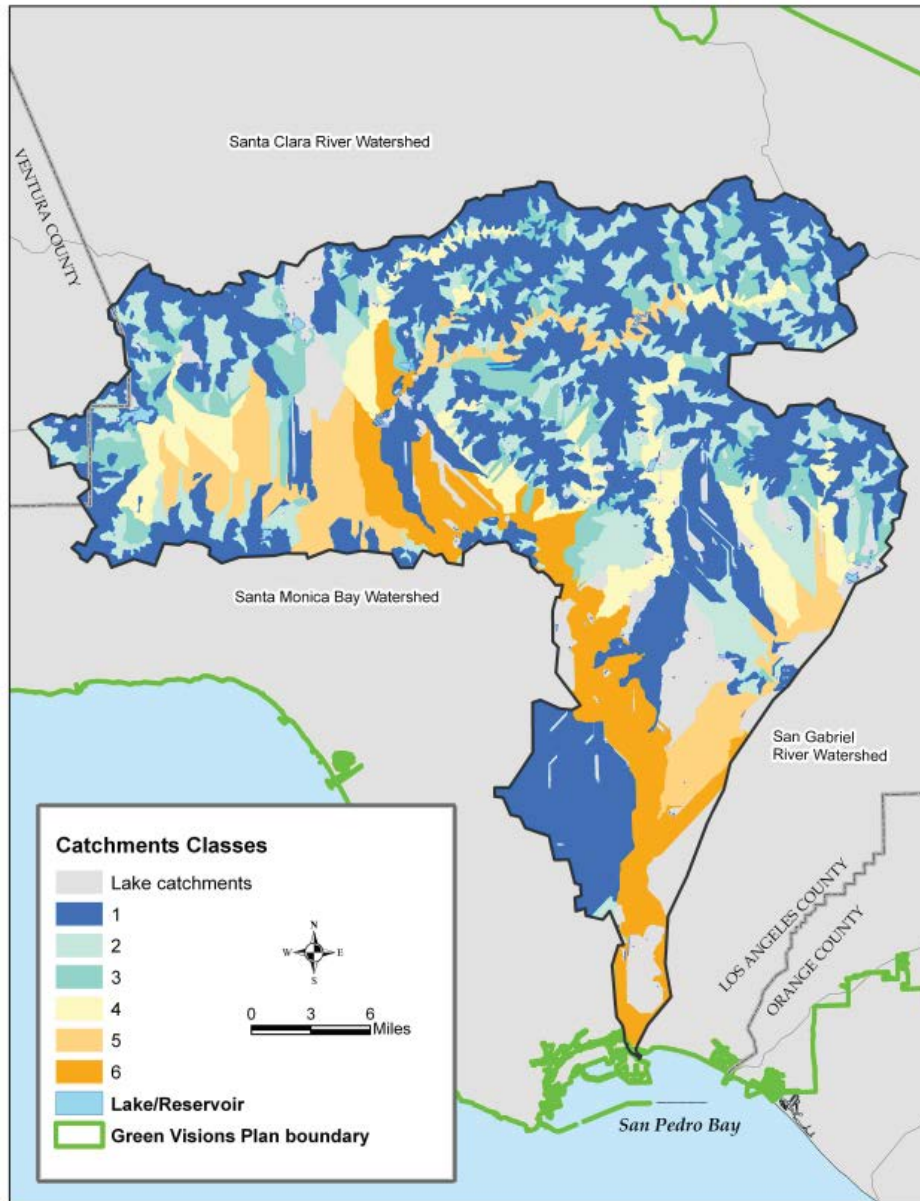 Santa Clara River Watershed
VENTURA COUNTY
Santa Monica Bay Watershed
San Gabriel
River Watershed
LOS ANGELES COUNTY
ORANGE COUNTY
San Pedro Bay
Catchments Classes
Lake catchments
1
2
3
4
5
6
Lake/Reservoir
Green Visions Plan boundary
N
W E
S
0 3 6
Miles